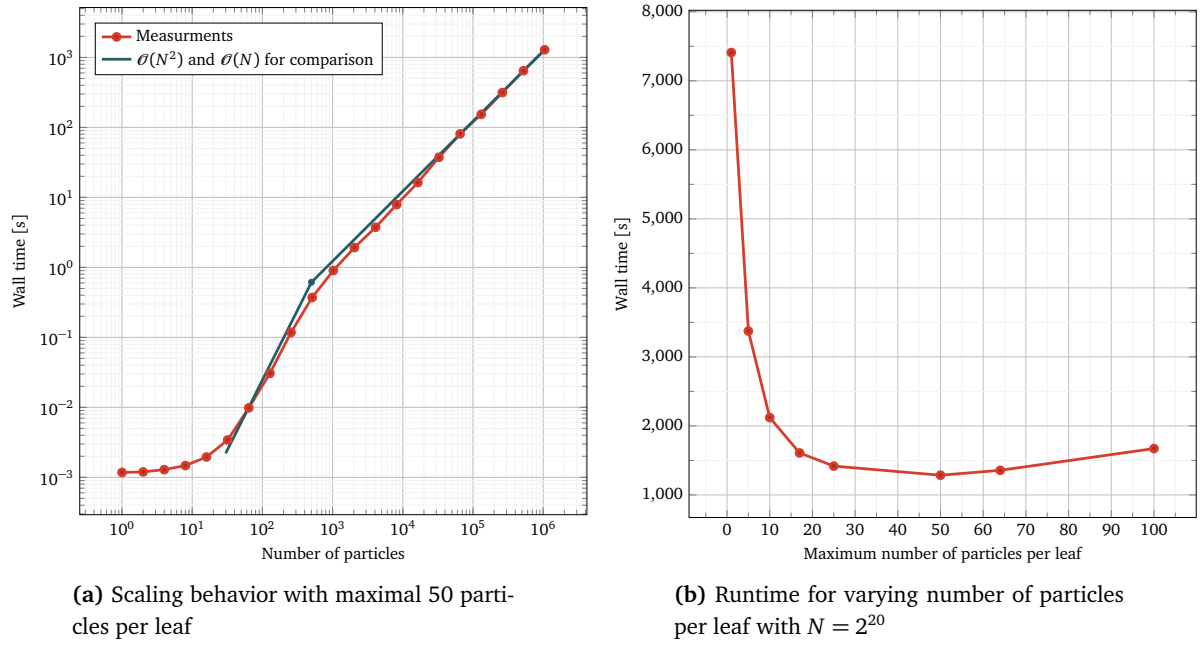 Measurments
𝒪(N²) and 𝒪(N) for comparison
10³
10²
10¹
10⁰
10⁻¹
10⁻²
10⁻³
Wall time [s]
10⁰ 10¹ 10² 10³ 10⁴ 10⁵ 10⁶
Number of particles
(a) Scaling behavior with maximal 50 parti-
cles per leaf
8,000
7,000
6,000
5,000
4,000
3,000
2,000
1,000
Wall time [s]
0 10 20 30 40 50 60 70 80 90 100
Maximum number of particles per leaf
(b) Runtime for varying number of particles
per leaf with N = 2²⁰